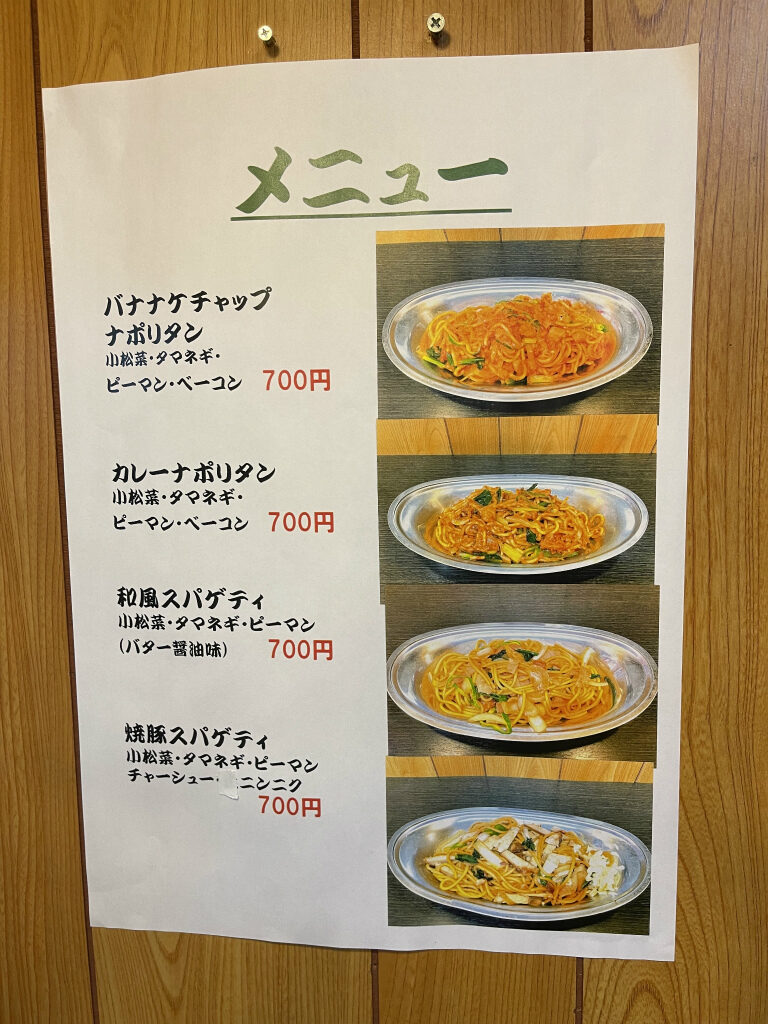 メニュー
バナナケチャップ
ナポリタン
小松菜・タマネギ・
ピーマン・ベーコン 700円
カレーナポリタン
小松菜・タマネギ・
ピーマン・ベーコン 700円
和風スパゲティ
小松菜・タマネギ・ピーマン
(バター醤油味) 700円
焼豚スパゲティ
小松菜・タマネギ・ピーマン
チャーシュー・ニンニク
700円